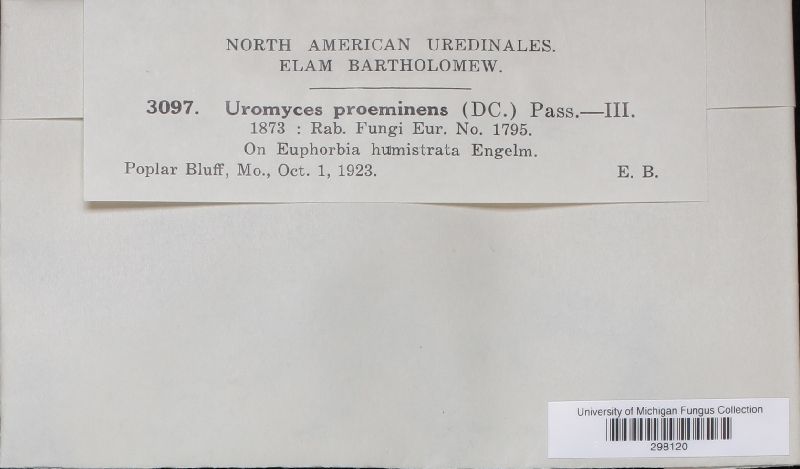 NORTH AMERICAN UREDINALES.
ELAM BARTHOLOMEW.
3097. Uromyces proeminens (DC.) Pass.—III.
1873 : Rab. Fungi Eur. No. 1795.
On Euphorbia humistrata Engelm.
Poplar Bluff, Mo., Oct. 1, 1923. E. B.
University of Michigan Fungus Collection
298120